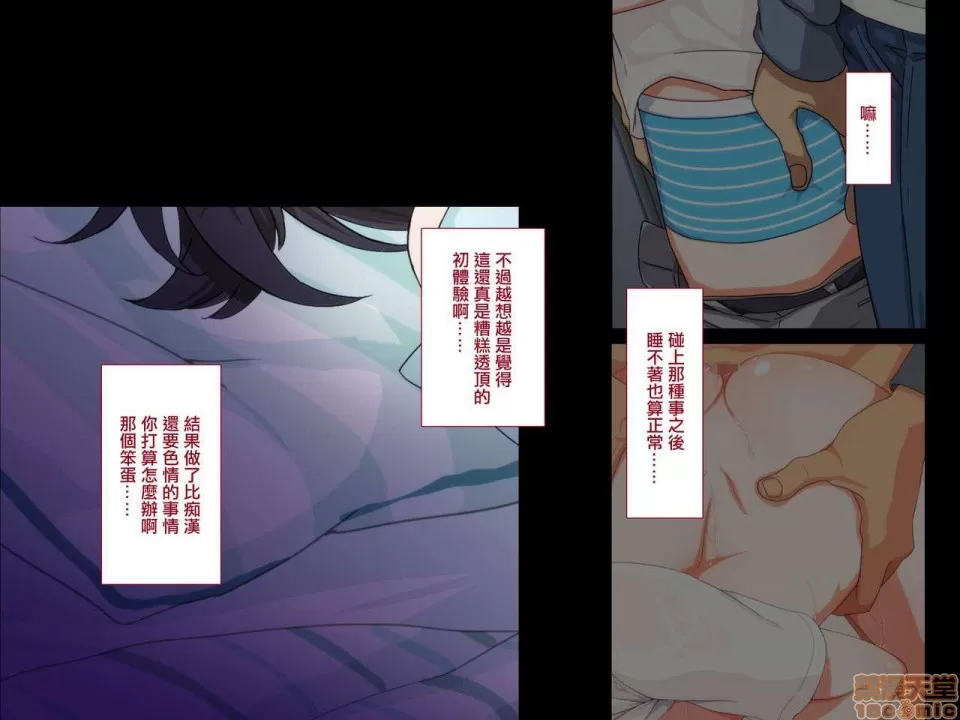 嘛……
碰上那種事之後
睡不著也算正常……
不過越想越是覺得
這還真是糟糕透頂的
初體驗啊……
結果做了比痴漢
還要色情的事情
你打算怎麼辦啊
那個笨蛋……
天堂
18comic